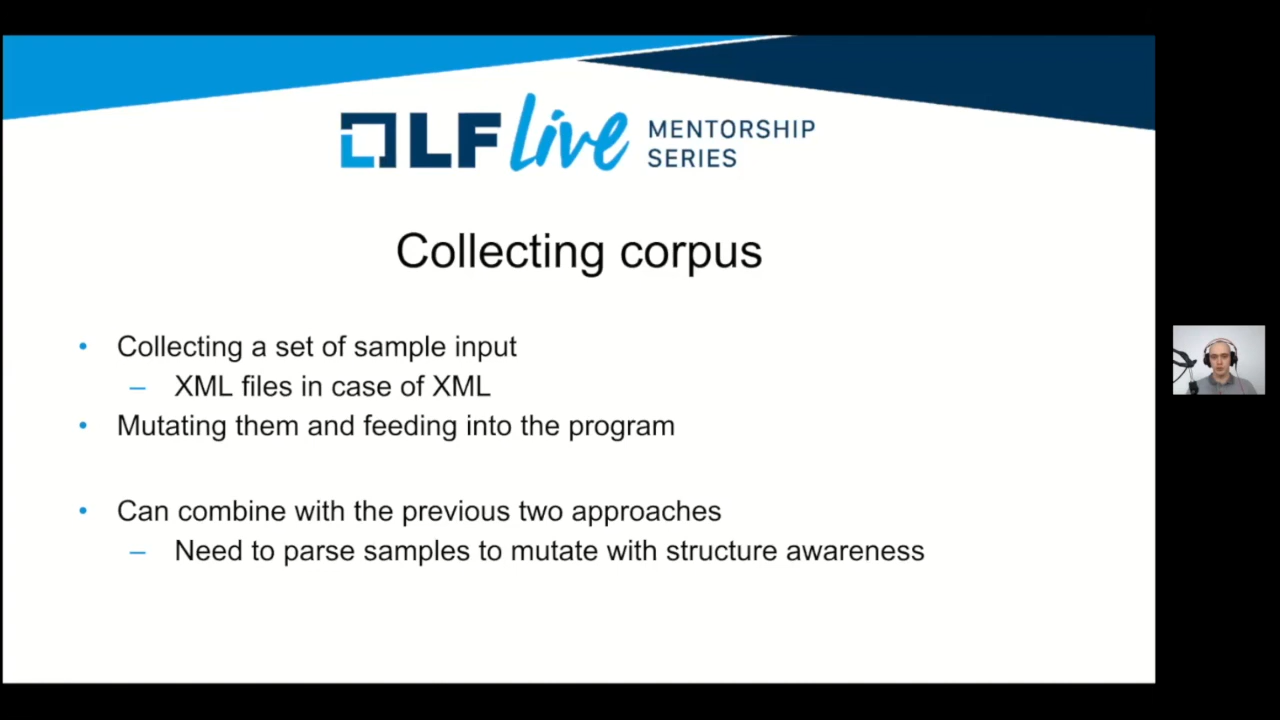 LF Live MENTORSHIP
SERIES
Collecting corpus
• Collecting a set of sample input
– XML files in case of XML
• Mutating them and feeding into the program
• Can combine with the previous two approaches
– Need to parse samples to mutate with structure awareness